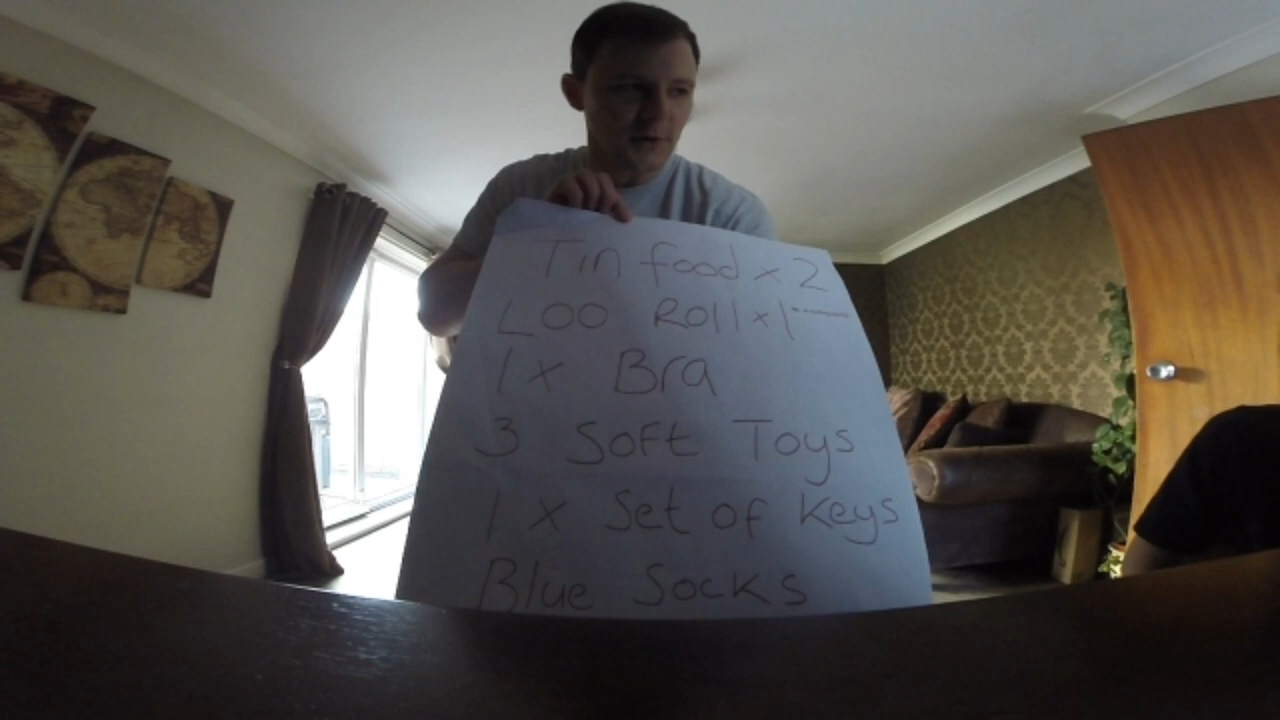 Tin food x 2
Loo Roll x 1
1 x Bra
3 Soft Toys
1 x Set of Keys
Blue Socks